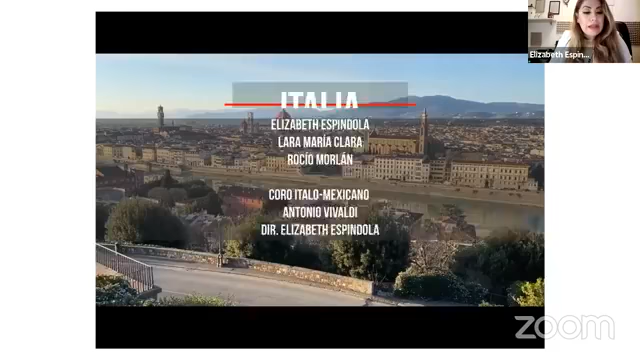 ITALIA
ELIZABETH ESPINDOLA
LARA MARÍA CLARA
ROCÍO MORLÁN
CORO ITALO-MEXICANO
ANTONIO VIVALDI
DIR. ELIZABETH ESPINDOLA
Elizabeth Espin...
zoom